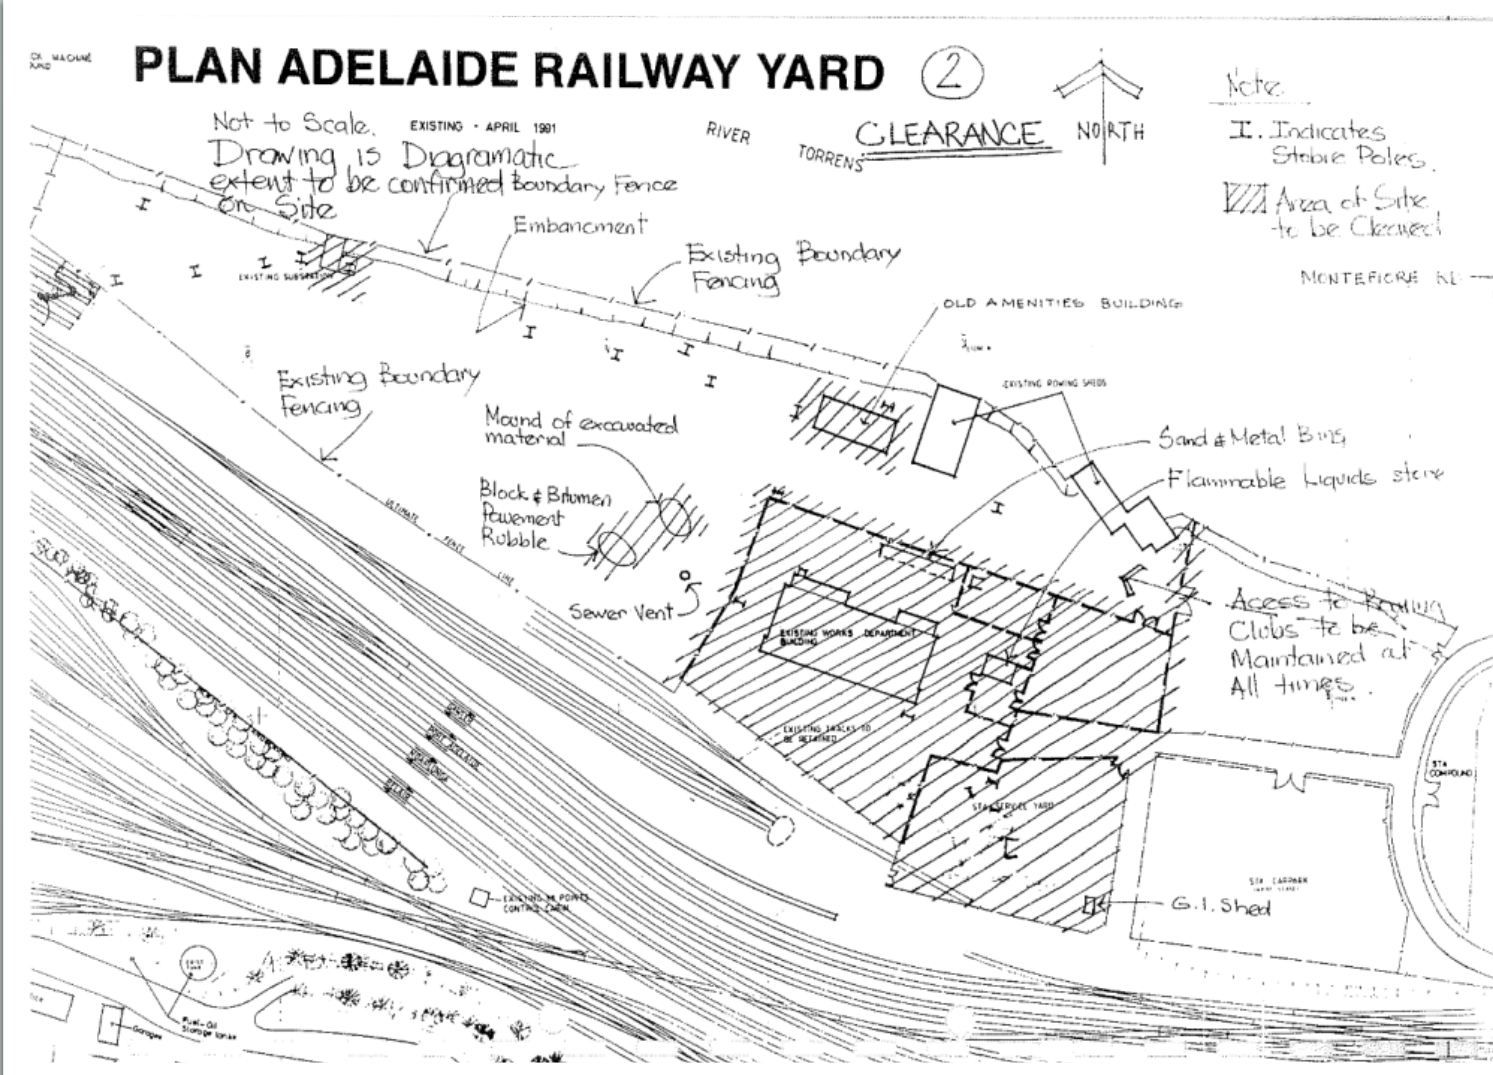 PLAN ADELAIDE RAILWAY YARD
2
Not to Scale.
EXISTING - APRIL 1991
Drawing is Diagramatic
extent to be confirmed
on Site
RIVER
TORRENS
CLEARANCE
NORTH
Note
I. Indicates
Stobie Poles.
Area of Site
to be Cleared
MONTEFIORE
Boundary Fence
Embancment
Existing Boundary
Fencing
EXISTING SUBSTATION
OLD AMENITIES BUILDING
EXISTING ROWING SHEDS
Existing Boundary
Fencing
Mound of excavated
material
Sand & Metal Bins
Flammable Liquids store
Block & Bitumen
Pavement
Rubble
ULTIMATE
FENCE
LINE
Sewer Vent
Acess to Rowing
Clubs to be
Maintained at
All times.
EXISTING WORKS DEPARTMENT
BUILDING
EXISTING TRACKS TO
BE RETAINED
STA
COMPOUND
STA SERVICE YARD
STA CARPARK
G.I. Shed
EXISTING
POINTS
CONTROL CABIN
EXIST
Fuel-Oil
Storage tanks
Garages